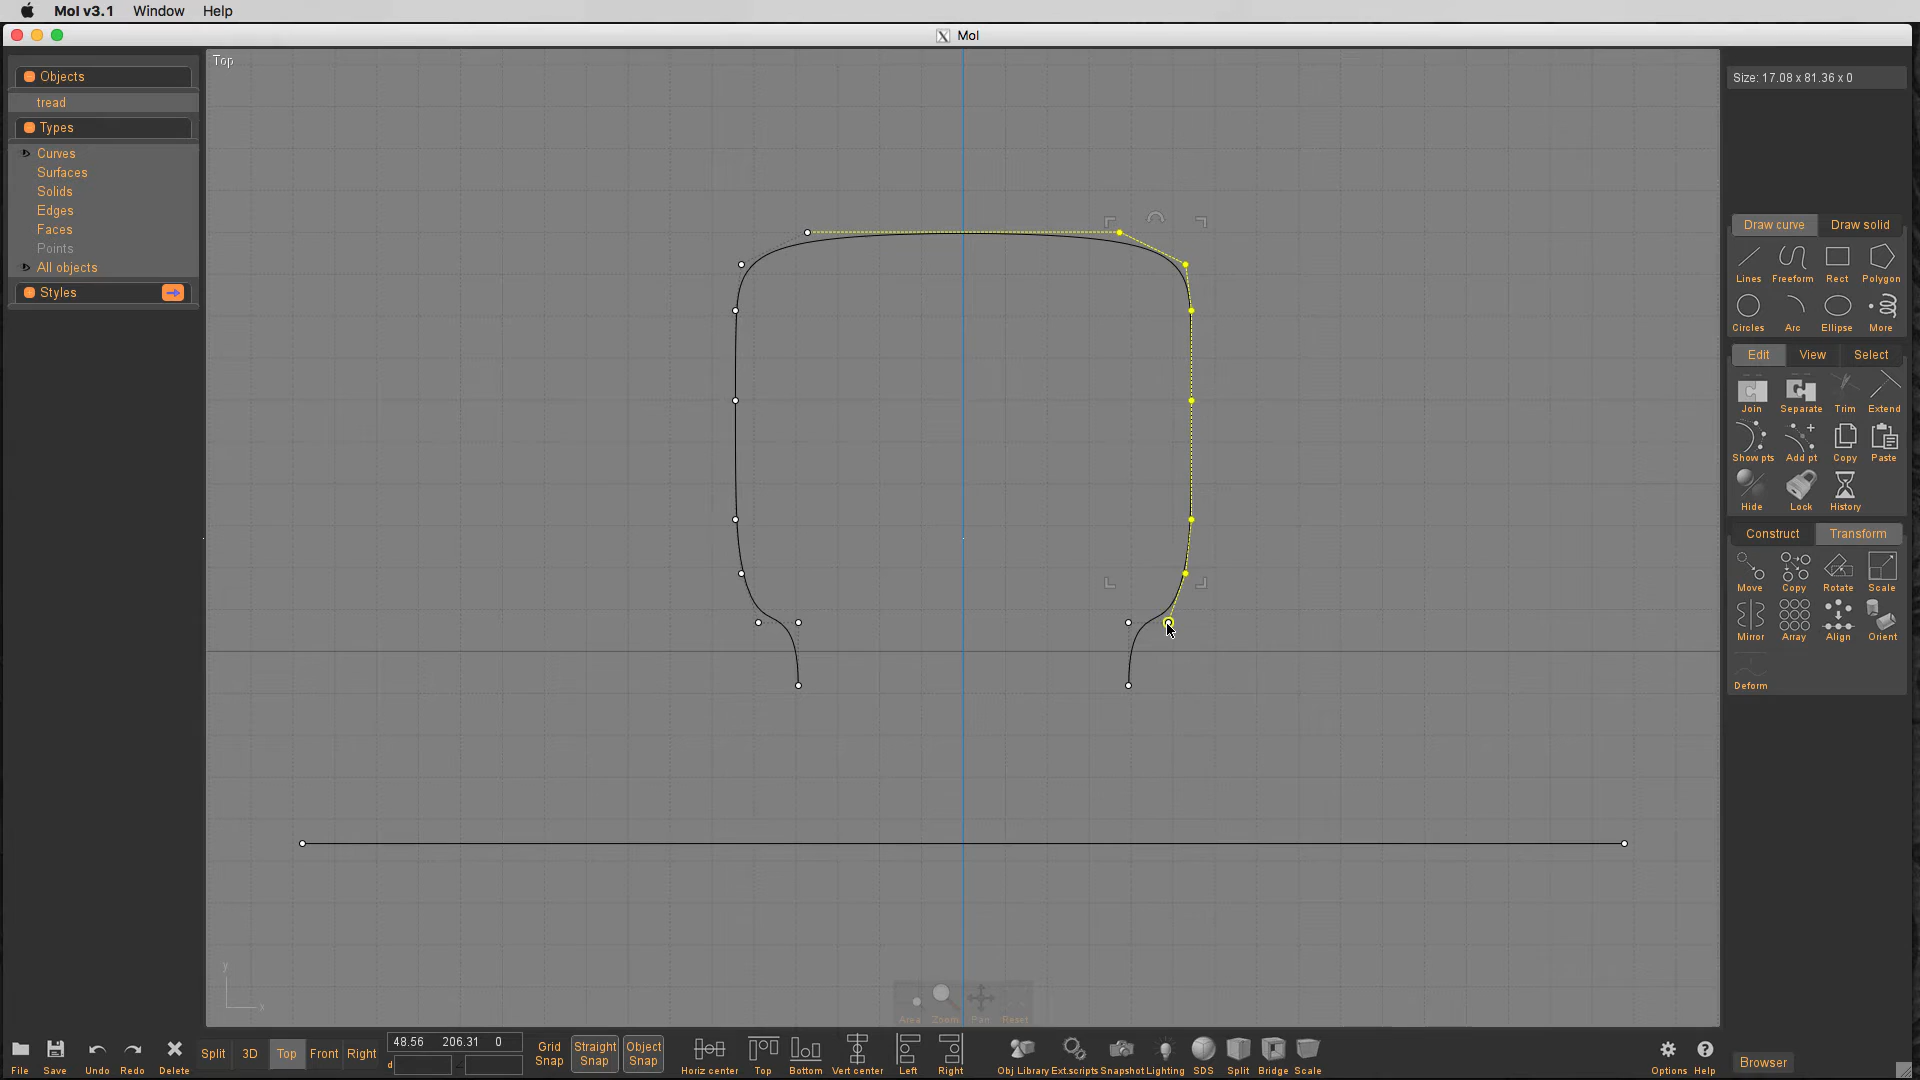 MoI v3.1 Window Help
MoI
Objects
tread
Types
Curves
Surfaces
Solids
Edges
Faces
Points
All objects
Styles
Top
Size: 17.08 x 81.36 x 0
Draw curve Draw solid
Lines Freeform Rect Polygon
Circles Arc Ellipse More
Edit View Select
Join Separate Trim Extend
Show pts Add pt Copy Paste
Hide Lock History
Construct Transform
Move Copy Rotate Scale
Mirror Array Align Orient
Deform
y
x
Area Zoom Pan Reset
File Save Undo Redo Delete
Split 3D Top Front Right
48.56 206.31 0
d
Grid Snap
Straight Snap
Object Snap
Horiz center Top Bottom Vert center Left Right
Obj Library Ext.scripts Snapshot Lighting SDS Split Bridge Scale
Options Help
Browser